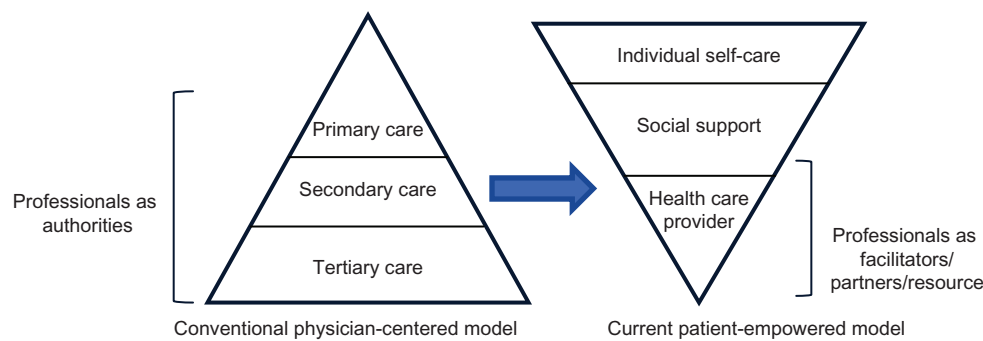 Primary care
Secondary care
Tertiary care
Professionals as
authorities
Conventional physician-centered model
Individual self-care
Social support
Health care
provider
Professionals as
facilitators/
partners/resource
Current patient-empowered model